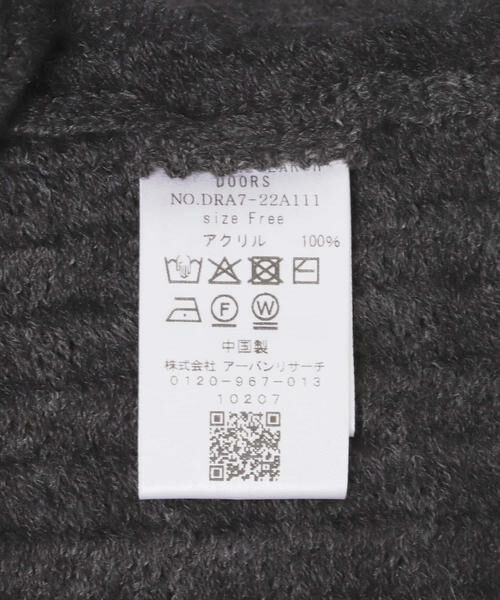 DOORS
NO.DRA7-22A111
size Free
アクリル 100%
F W
中国製
株式会社 アーバンリサーチ
0120-967-013
10207